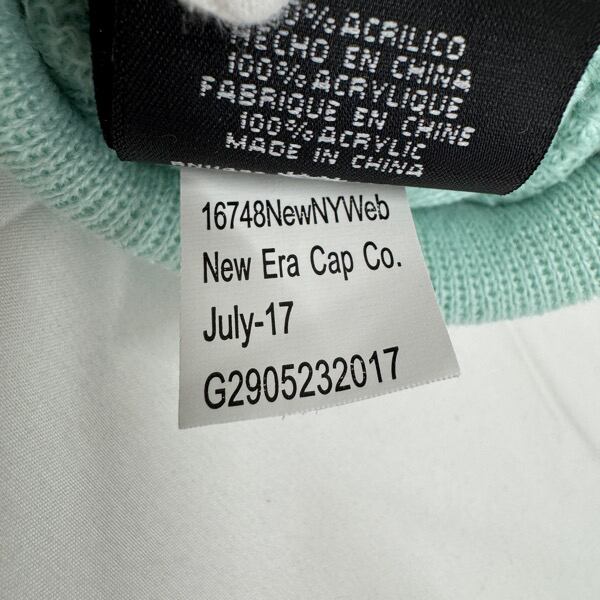 % ACRILICO
HECHO EN CHINA
100% ACRYLIQUE
FABRIQUE EN CHINE
100% ACRYLIC
MADE IN CHINA
16748NewNYWeb
New Era Cap Co.
July-17
G2905232017